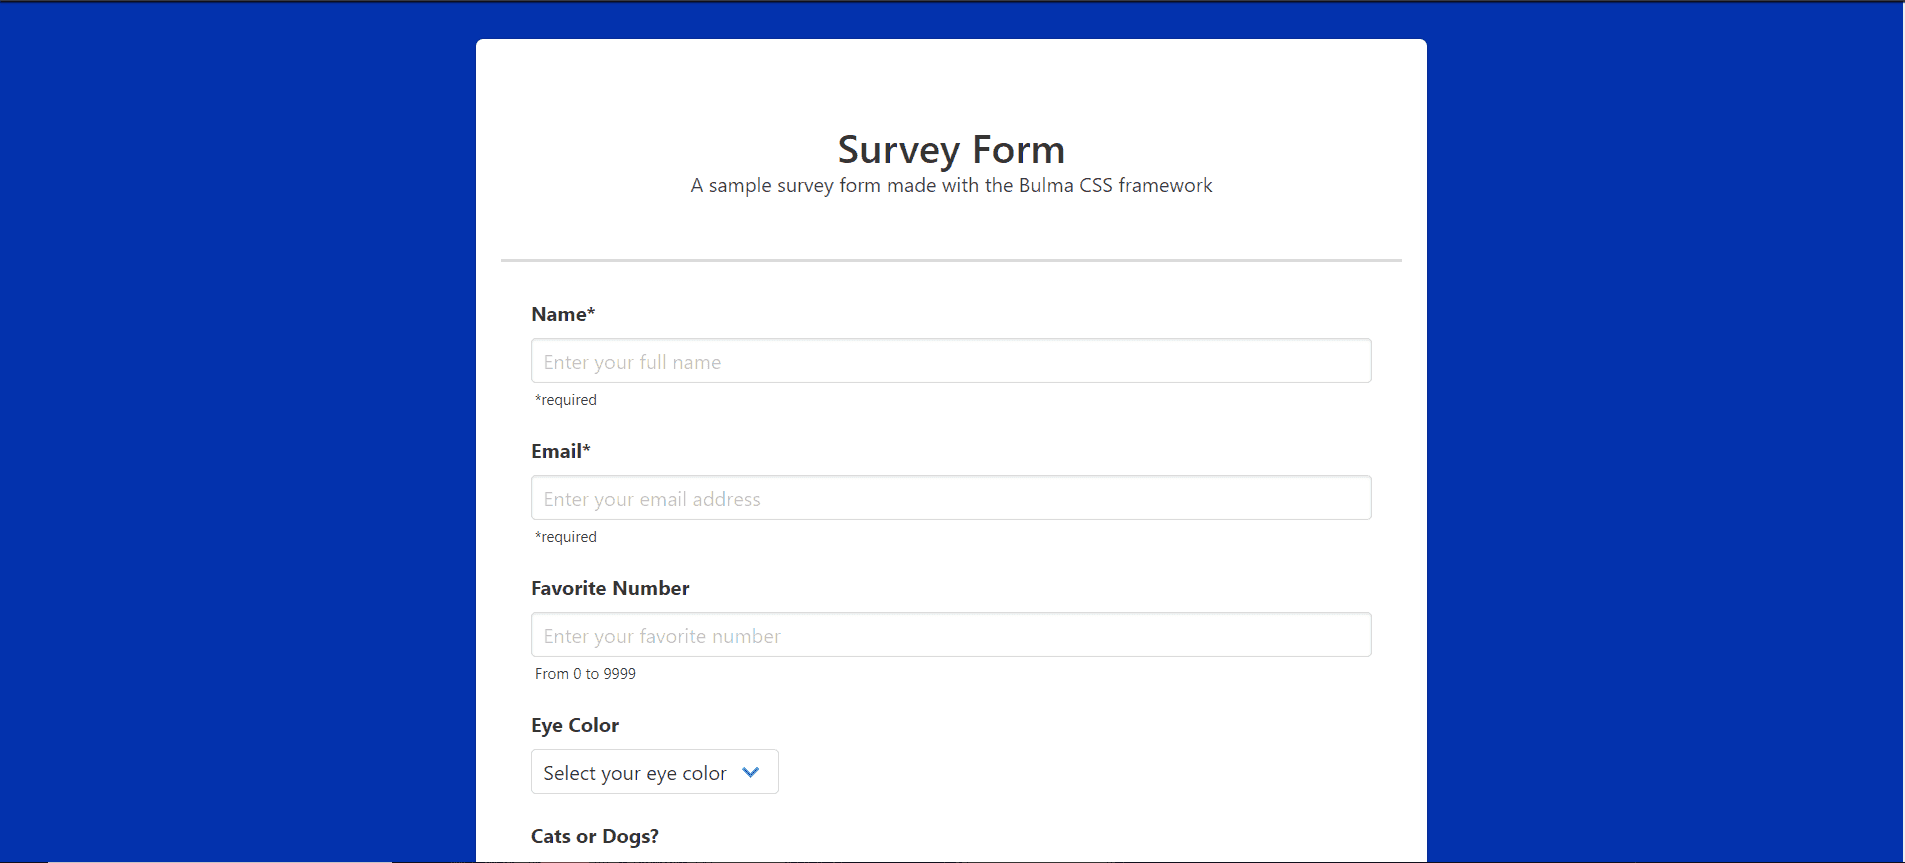 Survey Form
A sample survey form made with the Bulma CSS framework
Name*
Enter your full name
*required
Email*
Enter your email address
*required
Favorite Number
Enter your favorite number
From 0 to 9999
Eye Color
Select your eye color
Cats or Dogs?